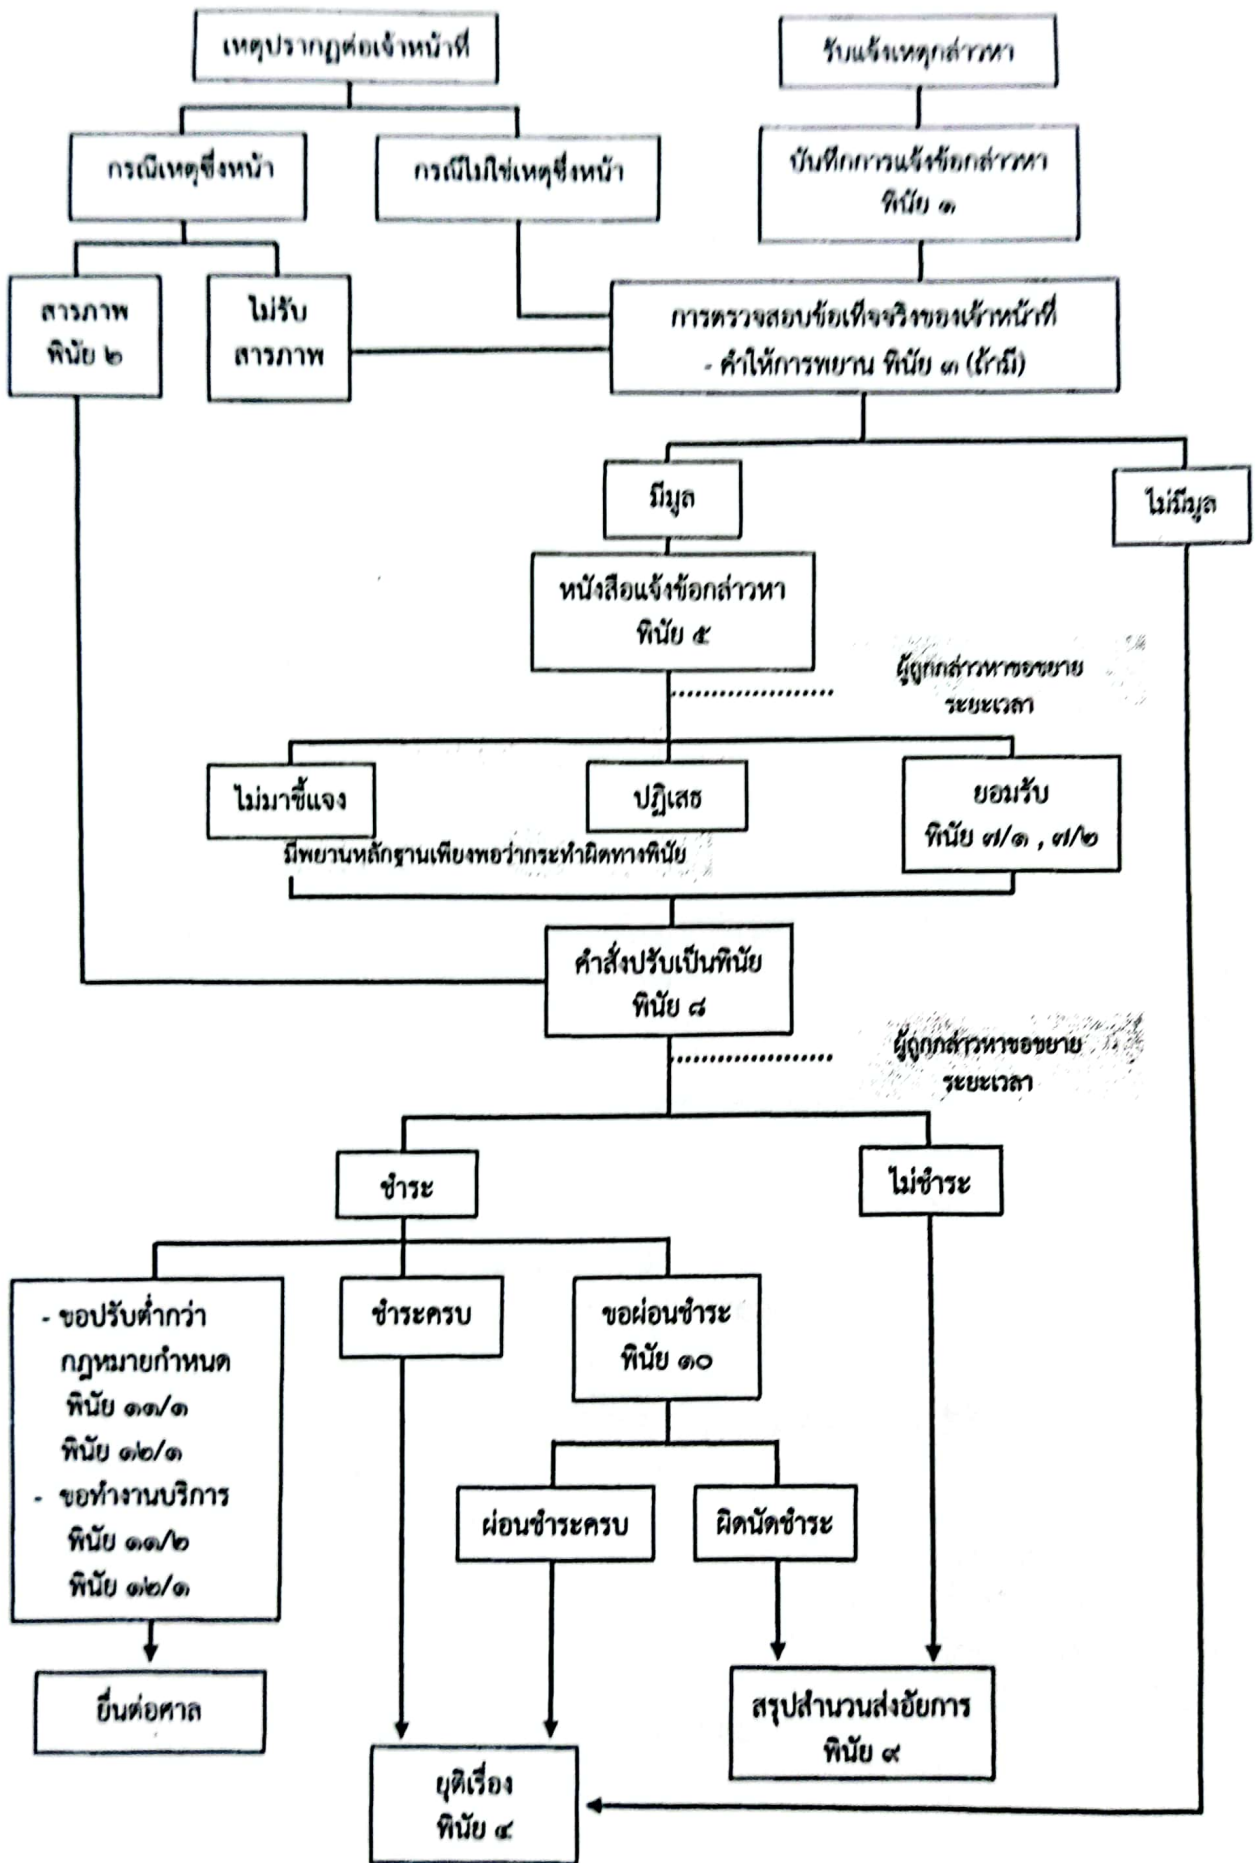 เหตุปรากฏต่อเจ้าหน้าที่
รับแจ้งเหตุกล่าวหา
กรณีเหตุซึ่งหน้า
กรณีไม่ใช่เหตุซึ่งหน้า
บันทึกการแจ้งข้อกล่าวหา
พินัย ๑
สารภาพ
พินัย ๒
ไม่รับ
สารภาพ
การตรวจสอบข้อเท็จจริงของเจ้าหน้าที่
- คำให้การพยาน พินัย ๓ (ถ้ามี)
มีมูล
ไม่มีมูล
หนังสือแจ้งข้อกล่าวหา
พินัย ๕
ผู้ถูกกล่าวหาขอขยาย
ระยะเวลา
ไม่มาชี้แจง
ปฏิเสธ
ยอมรับ
พินัย ๗/๑ , ๗/๒
มีพยานหลักฐานเพียงพอว่ากระทำผิดทางพินัย
คำสั่งปรับเป็นพินัย
พินัย ๘
ผู้ถูกกล่าวหาขอขยาย
ระยะเวลา
ชำระ
ไม่ชำระ
- ขอปรับต่ำกว่า
กฎหมายกำหนด
พินัย ๑๑/๑
พินัย ๑๒/๑
- ขอทำงานบริการ
พินัย ๑๑/๒
พินัย ๑๒/๑
ชำระครบ
ขอผ่อนชำระ
พินัย ๑๐
ผ่อนชำระครบ
ผิดนัดชำระ
ยื่นต่อศาล
สรุปสำนวนส่งอัยการ
พินัย ๙
ยุติเรื่อง
พินัย ๔